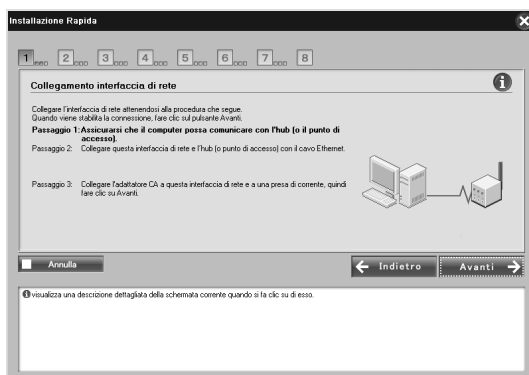 Installazione Rapida
1 2 3 4 5 6 7 8
Collegamento interfaccia di rete
Collegare l'interfaccia di rete attenendosi alla procedura che segue.
Quando viene stabilita la connessione, fare clic sul pulsante Avanti.
Passaggio 1: Assicurarsi che il computer possa comunicare con l'hub (o il punto di
accesso).
Passaggio 2: Collegare questa interfaccia di rete e l'hub (o punto di accesso) con il cavo Ethernet.
Passaggio 3: Collegare l'adattatore CA a questa interfaccia di rete e a una presa di corrente, quindi
fare clic su Avanti.
Annulla
Indietro
Avanti
visualizza una descrizione dettagliata della schermata corrente quando si fa clic su di esso.